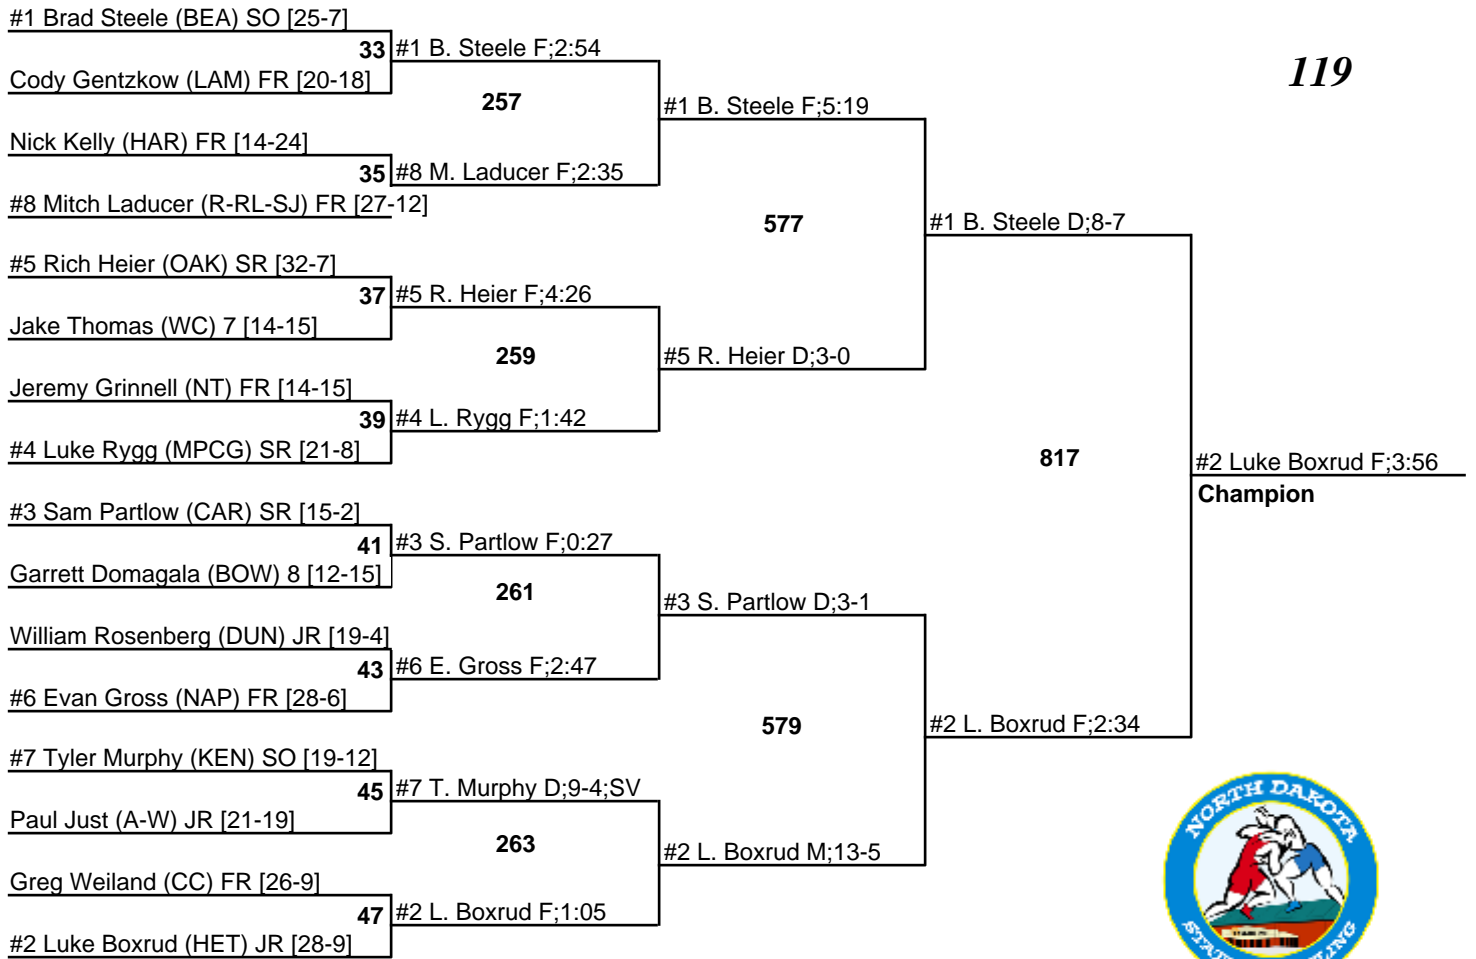 #1 Brad Steele (BEA) SO [25-7]
33
#1 B. Steele F;2:54
Cody Gentzkow (LAM) FR [20-18]
119
257
#1 B. Steele F;5:19
Nick Kelly (HAR) FR [14-24]
35
#8 M. Laducer F;2:35
#8 Mitch Laducer (R-RL-SJ) FR [27-12]
577
#1 B. Steele D;8-7
#5 Rich Heier (OAK) SR [32-7]
37
#5 R. Heier F;4:26
Jake Thomas (WC) 7 [14-15]
259
#5 R. Heier D;3-0
Jeremy Grinnell (NT) FR [14-15]
39
#4 L. Rygg F;1:42
#4 Luke Rygg (MPCG) SR [21-8]
817
#2 Luke Boxrud F;3:56
Champion
#3 Sam Partlow (CAR) SR [15-2]
41
#3 S. Partlow F;0:27
Garrett Domagala (BOW) 8 [12-15]
261
#3 S. Partlow D;3-1
William Rosenberg (DUN) JR [19-4]
43
#6 E. Gross F;2:47
#6 Evan Gross (NAP) FR [28-6]
579
#2 L. Boxrud F;2:34
#7 Tyler Murphy (KEN) SO [19-12]
45
#7 T. Murphy D;9-4;SV
Paul Just (A-W) JR [21-19]
263
#2 L. Boxrud M;13-5
Greg Weiland (CC) FR [26-9]
47
#2 L. Boxrud F;1:05
#2 Luke Boxrud (HET) JR [28-9]
NORTH DAKOTA